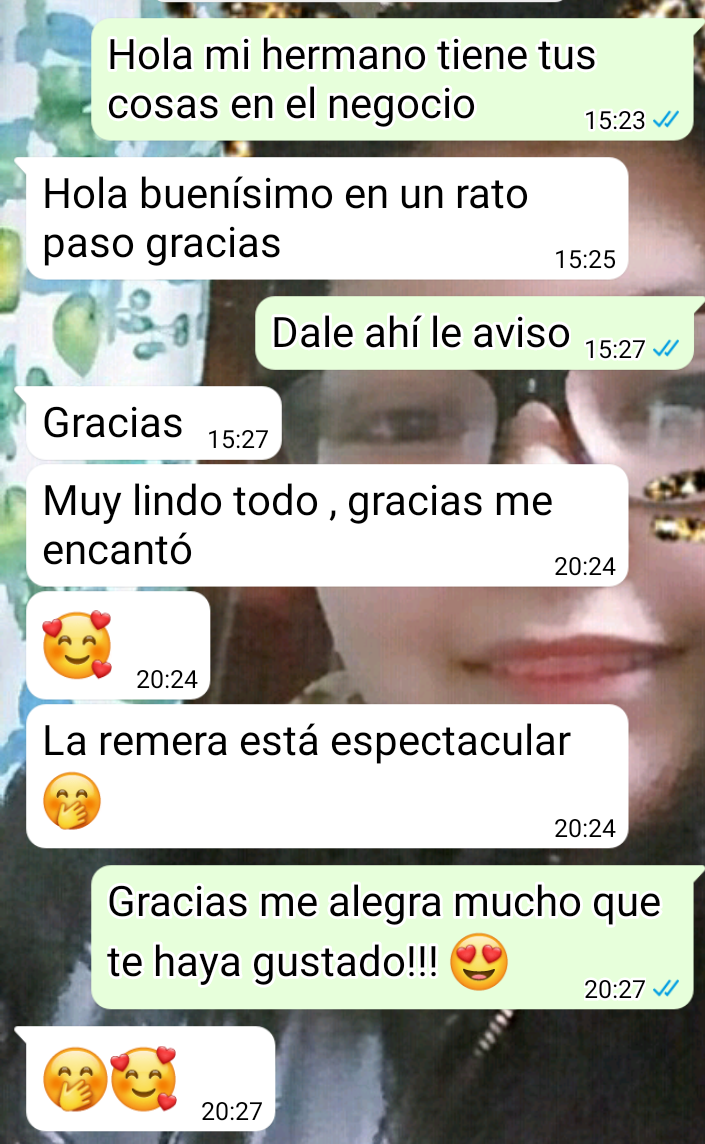 Hola mi hermano tiene tus
cosas en el negocio
15:23
Hola buenísimo en un rato
paso gracias
15:25
Dale ahí le aviso 15:27
Gracias 15:27
Muy lindo todo , gracias me
encantó
20:24
🥰 20:24
La remera está espectacular
🤭
20:24
Gracias me alegra mucho que
te haya gustado!!! 😍
20:27
🤭🥰 20:27